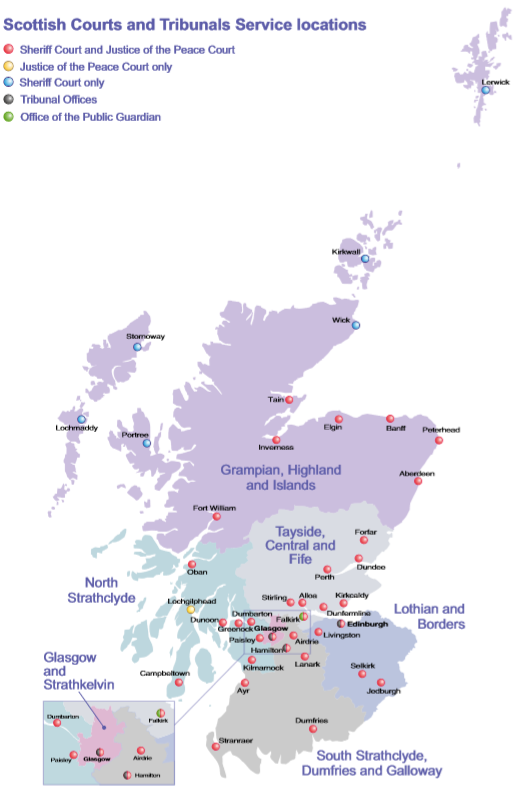 Scottish Courts and Tribunals Service locations
Sheriff Court and Justice of the Peace Court
Justice of the Peace Court only
Sheriff Court only
Tribunal Offices
Office of the Public Guardian
Lerwick
Kirkwall
Wick
Stornoway
Tain
Lochmaddy
Portree
Elgin
Banff
Peterhead
Inverness
Grampian, Highland
and Islands
Aberdeen
Fort William
Tayside,
Central and
Fife
Forfar
Dundee
Perth
Oban
North
Strathclyde
Lochgilphead
Stirling
Alloa
Kirkcaldy
Dunfermline
Lothian and
Borders
Dunoon
Dumbarton
Falkirk
Greenock
Glasgow
Edinburgh
Livingston
Paisley
Airdrie
Hamilton
Lanark
Kilmarnock
Glasgow
and
Strathkelvin
Campbeltown
Ayr
Selkirk
Jedburgh
Dumbarton
Falkirk
Paisley
Glasgow
Airdrie
Hamilton
Dumfries
Stranraer
South Strathclyde,
Dumfries and Galloway